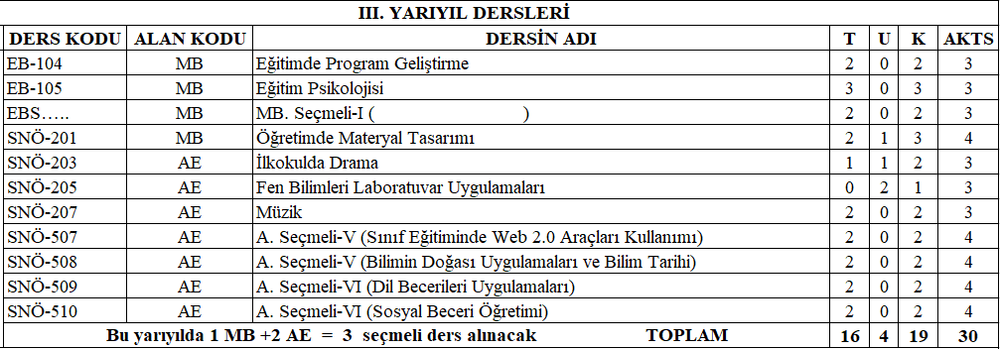 III. YARIYIL DERSLERİ
DERS KODU ALAN KODU DERSİN ADI T U K AKTS
EB-104 MB Eğitimde Program Geliştirme 2 0 2 3
EB-105 MB Eğitim Psikolojisi 3 0 3 3
EBS….. MB MB. Seçmeli-I ( ) 2 0 2 3
SNÖ-201 MB Öğretimde Materyal Tasarımı 2 1 3 4
SNÖ-203 AE İlkokulda Drama 1 1 2 3
SNÖ-205 AE Fen Bilimleri Laboratuvar Uygulamaları 0 2 1 3
SNÖ-207 AE Müzik 2 0 2 3
SNÖ-507 AE A. Seçmeli-V (Sınıf Eğitiminde Web 2.0 Araçları Kullanımı) 2 0 2 4
SNÖ-508 AE A. Seçmeli-V (Bilimin Doğası Uygulamaları ve Bilim Tarihi) 2 0 2 4
SNÖ-509 AE A. Seçmeli-VI (Dil Becerileri Uygulamaları) 2 0 2 4
SNÖ-510 AE A. Seçmeli-VI (Sosyal Beceri Öğretimi) 2 0 2 4
Bu yarıyılda 1 MB +2 AE = 3 seçmeli ders alınacak TOPLAM 16 4 19 30